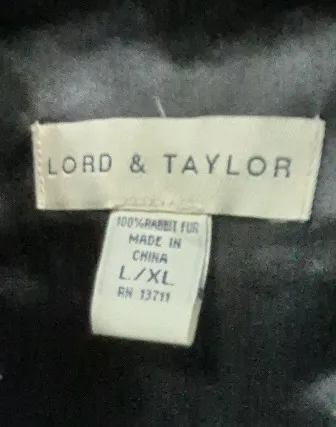 LORD & TAYLOR
100% RABBIT FUR
MADE IN
CHINA
L/XL
RN 13711